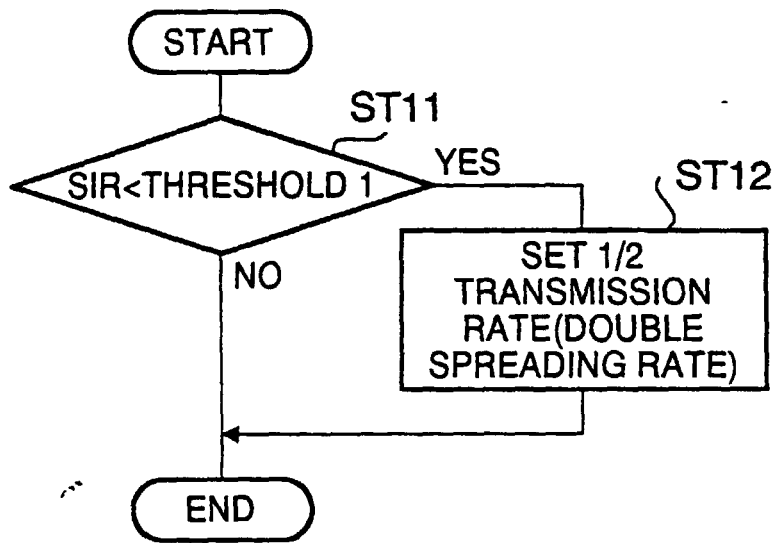 START
ST11
SIR<THRESHOLD 1
YES
ST12
SET 1/2
TRANSMISSION
RATE(DOUBLE
SPREADING RATE)
NO
END